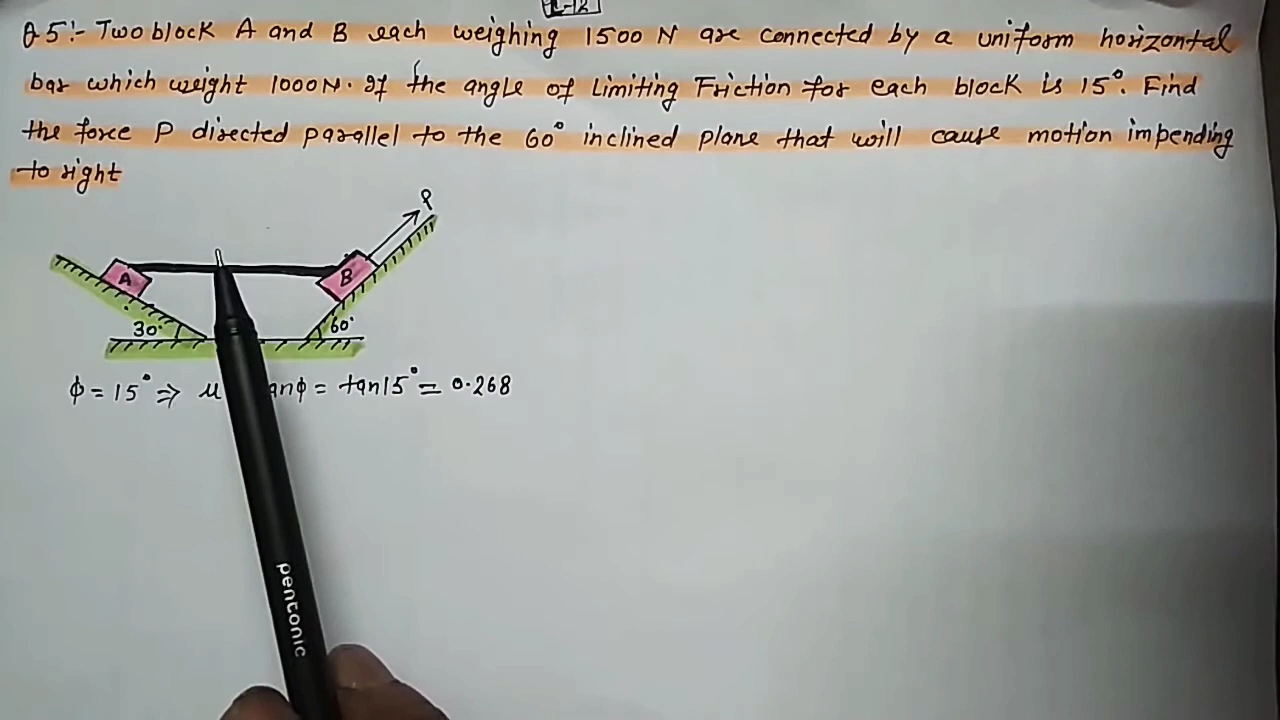 L-12
Q5:- Two block A and B each weighing 1500 N are connected by a uniform horizontal
bar which weight 1000N. If the angle of Limiting Friction for each block is 15°. Find
the force P directed parallel to the 60° inclined plane that will cause motion impending
to right
P
A
B
30°
60°
φ = 15° ⇒ μ anφ = tan15° = 0.268
pentonic